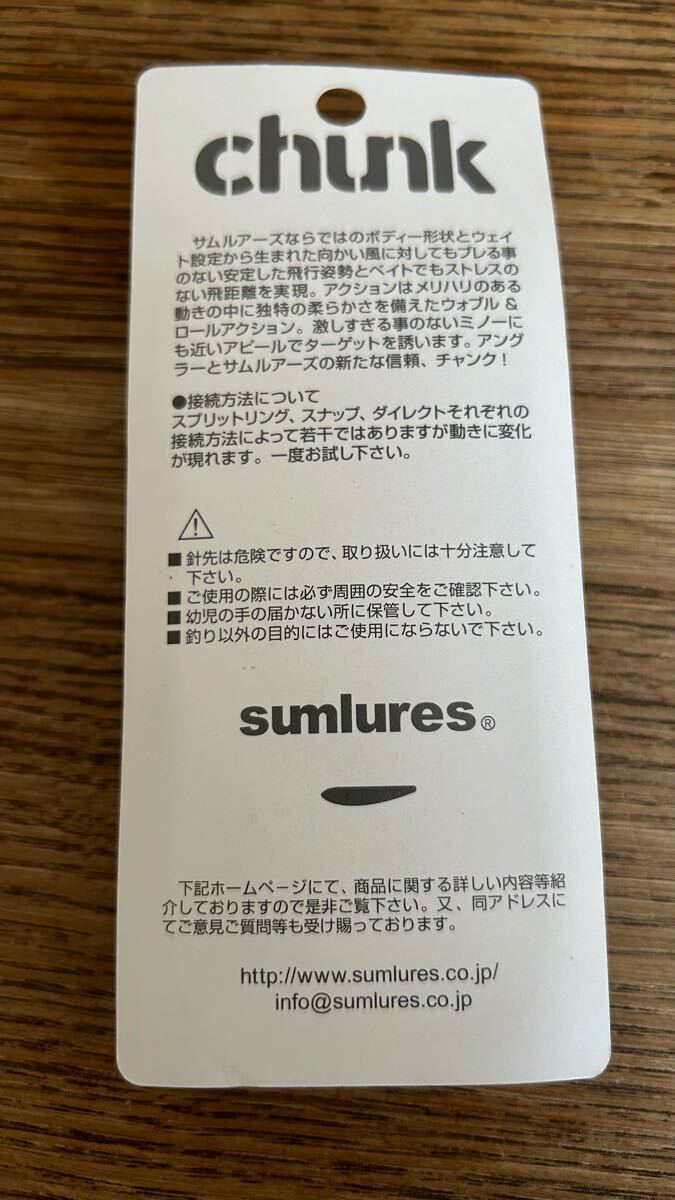 chunk
サムルアーズならではのボディー形状とウェイ
ト設定から生まれた向かい風に対してもブレる事
のない安定した飛行姿勢とベイトでもストレスの
ない飛距離を実現。アクションはメリハリのある
動きの中に独特の柔らかさを備えたウォブル &
ロールアクション。激しすぎる事のないミノーに
も近いアピールでターゲットを誘います。アング
ラーとサムルアーズの新たな信頼、チャンク！
●接続方法について
スプリットリング、スナップ、ダイレクトそれぞれの
接続方法によって若干ではありますが動きに変化
が現れます。一度お試し下さい。
■ 針先は危険ですので、取り扱いには十分注意して
下さい。
■ ご使用の際には必ず周囲の安全をご確認下さい。
■ 幼児の手の届かない所に保管して下さい。
■ 釣り以外の目的にはご使用にならないで下さい。
sumlures®
下記ホームページにて、商品に関する詳しい内容等紹
介しておりますので是非ご覧下さい。又、同アドレスに
てご意見ご質問等も受け賜っております。
http://www.sumlures.co.jp/
info@sumlures.co.jp